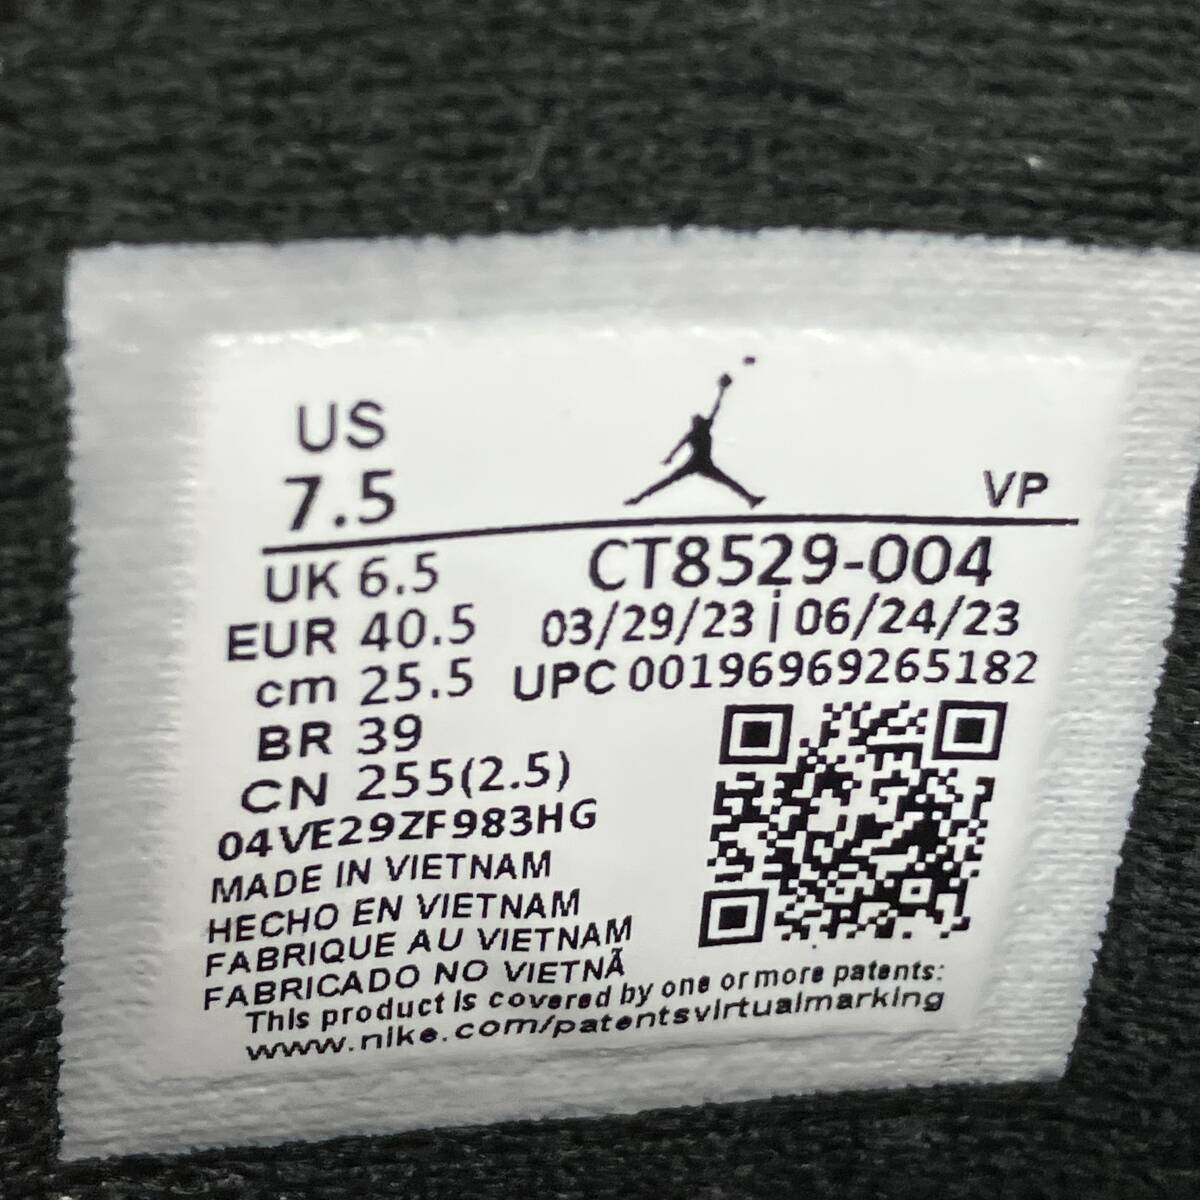 US
7.5
VP
UK 6.5
CT8529-004
EUR 40.5
03/29/23 | 06/24/23
cm 25.5
UPC 00196969265182
BR 39
CN 255(2.5)
04VE29ZF983HG
MADE IN VIETNAM
HECHO EN VIETNAM
FABRIQUE AU VIETNAM
FABRICADO NO VIETNÃ
This product is covered by one or more patents:
www.nike.com/patentsvirtualmarking